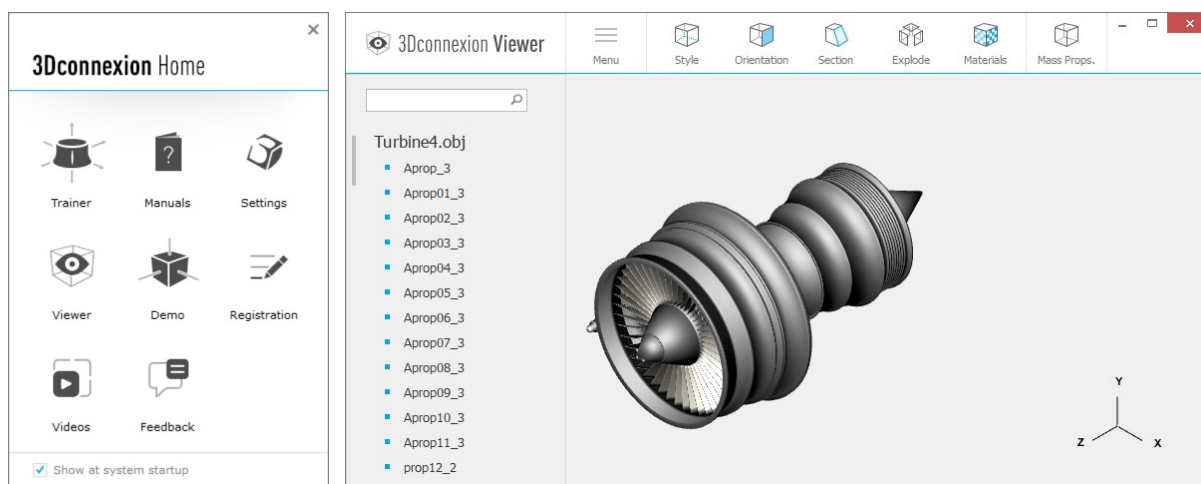 3Dconnexion Home
Trainer
Manuals
Settings
Viewer
Demo
Registration
Videos
Feedback
Show at system startup
3Dconnexion Viewer
Menu
Style
Orientation
Section
Explode
Materials
Mass Props.
Turbine4.obj
Aprop_3
Aprop01_3
Aprop02_3
Aprop03_3
Aprop04_3
Aprop05_3
Aprop06_3
Aprop07_3
Aprop08_3
Aprop09_3
Aprop10_3
Aprop11_3
prop12_2
Y
Z
X